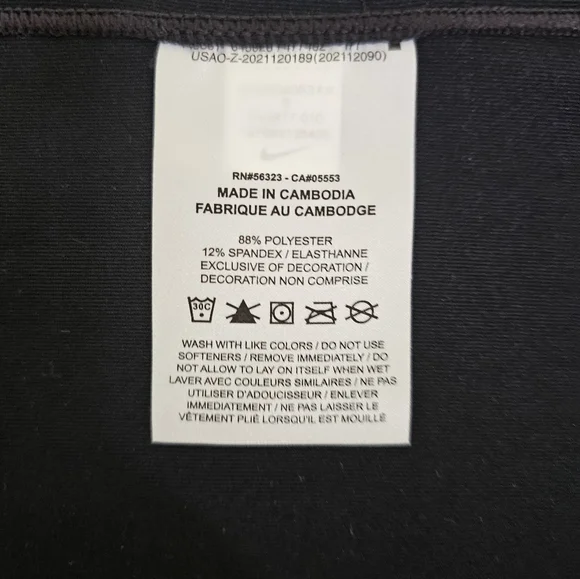 USAO-Z-2021120189(202112090)
RN#56323 - CA#05553
MADE IN CAMBODIA
FABRIQUE AU CAMBODGE
88% POLYESTER
12% SPANDEX / ELASTHANNE
EXCLUSIVE OF DECORATION /
DECORATION NON COMPRISE
30C
WASH WITH LIKE COLORS / DO NOT USE
SOFTENERS / REMOVE IMMEDIATELY / DO
NOT ALLOW TO LAY ON ITSELF WHEN WET
LAVER AVEC COULEURS SIMILAIRES / NE PAS
UTILISER D'ADOUCISSEUR / ENLEVER
IMMEDIATEMENT / NE PAS LAISSER LE
VÊTEMENT PLIÉ LORSQU'IL EST MOUILLÉ